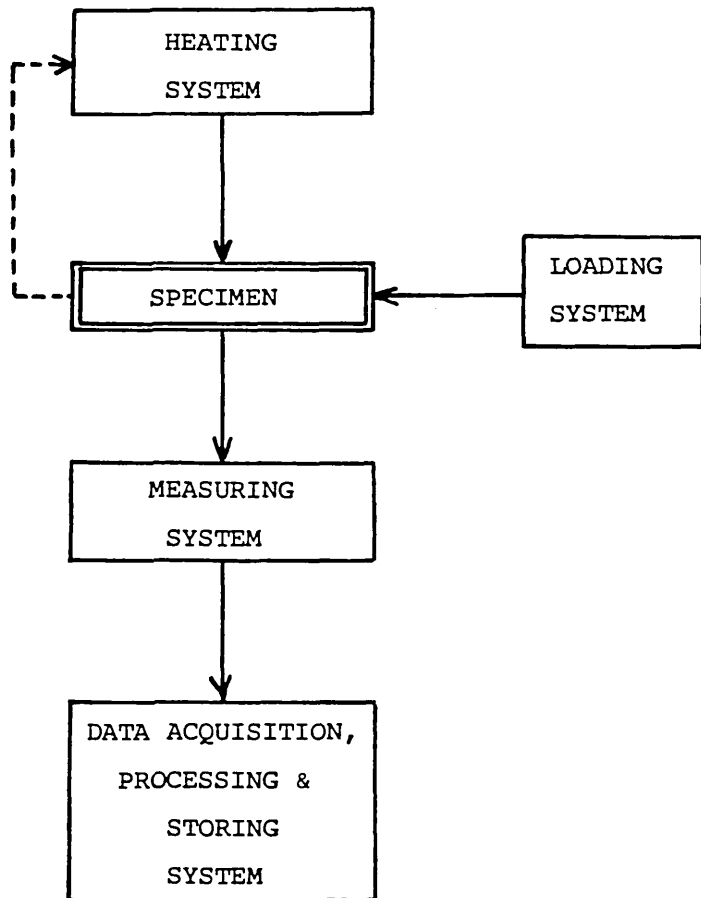 HEATING
SYSTEM
SPECIMEN
LOADING
SYSTEM
MEASURING
SYSTEM
DATA ACQUISITION,
PROCESSING &
STORING
SYSTEM